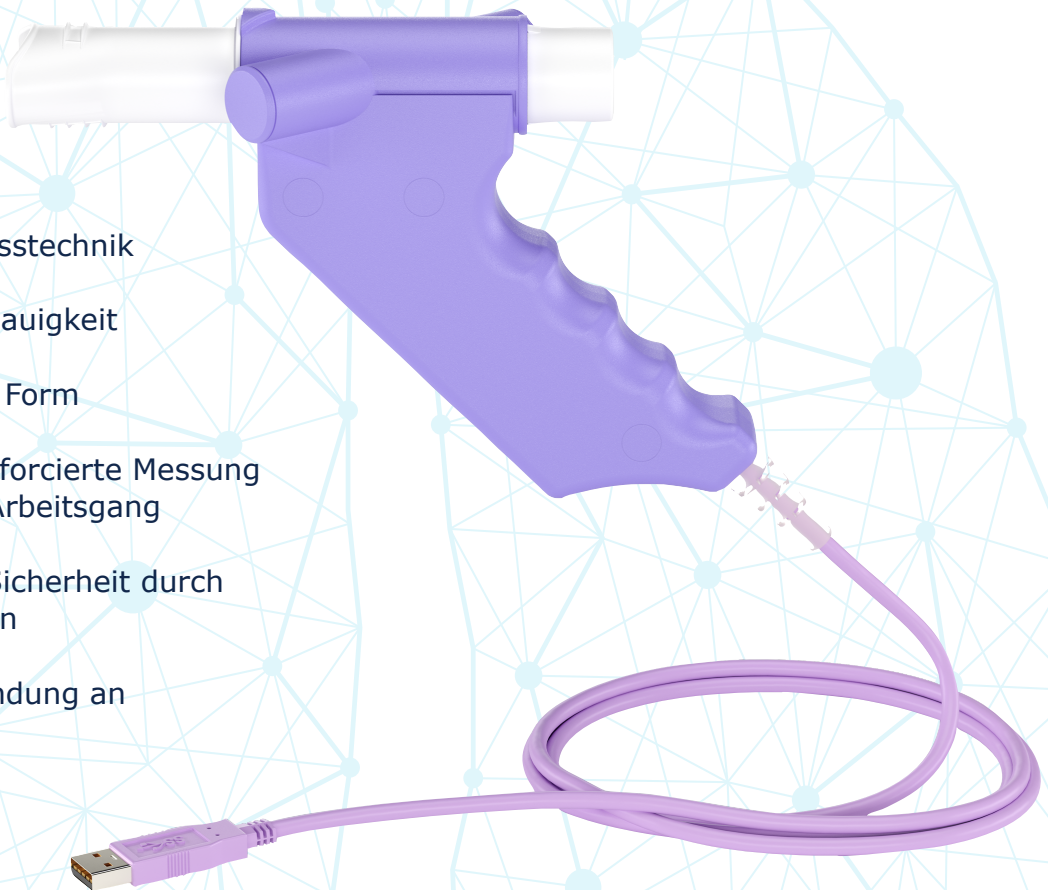 sstechnik
auigkeit
Form
forcierte Messung
Arbeitsgang
Sicherheit durch
n
ndung an